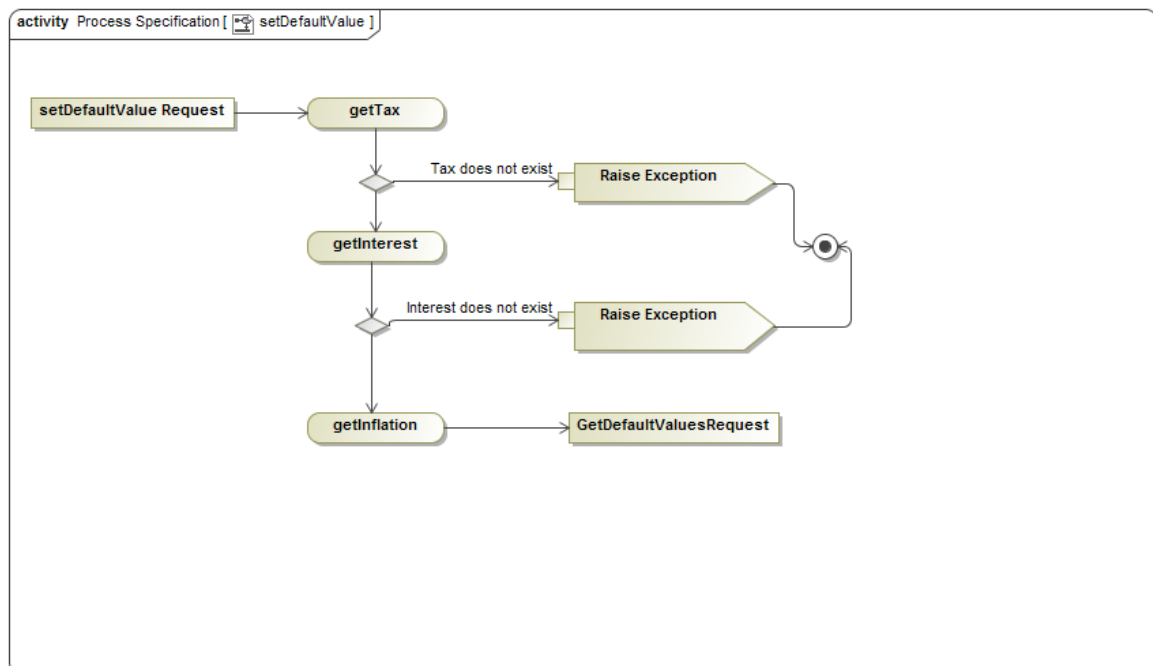 activity Process Specification [ setDefaultValue ]
setDefaultValue Request
getTax
Tax does not exist
Raise Exception
getInterest
Interest does not exist
Raise Exception
getInflation
GetDefaultValuesRequest